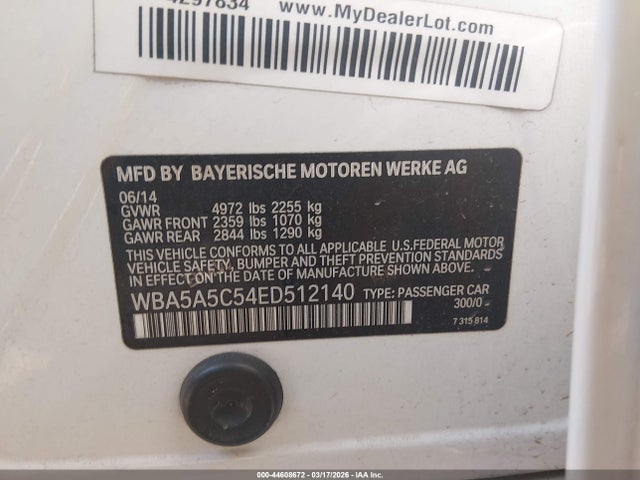 4297834
www.MyDealerLot.com
MFD BY BAYERISCHE MOTOREN WERKE AG
06/14
GVWR 4972 lbs 2255 kg
GAWR FRONT 2359 lbs 1070 kg
GAWR REAR 2844 lbs 1290 kg
THIS VEHICLE CONFORMS TO ALL APPLICABLE U.S.FEDERAL MOTOR
VEHICLE SAFETY, BUMPER AND THEFT PREVENTION STANDARDS
IN EFFECT ON THE DATE OF MANUFACTURE SHOWN ABOVE.
WBA5A5C54ED512140 TYPE: PASSENGER CAR
300/0
7 315 814
000-44608672 | 03/17/2026 | IAA Inc.